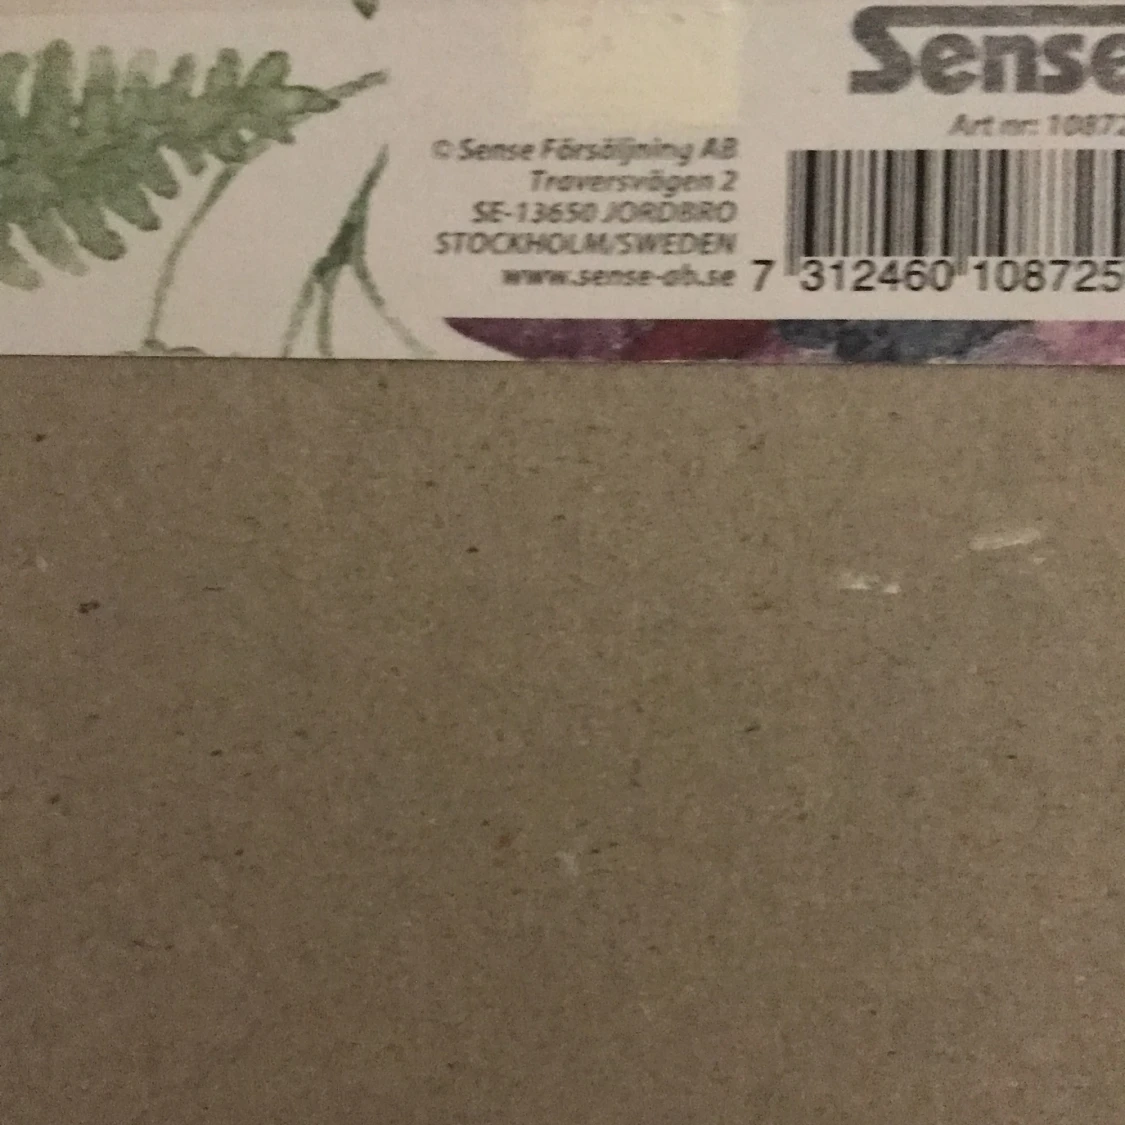 Sense
Art nr: 10872
© Sense Försäljning AB
Traversvägen 2
SE-13650 JORDBRO
STOCKHOLM/SWEDEN
www.sense-ab.se
7 312460 108725